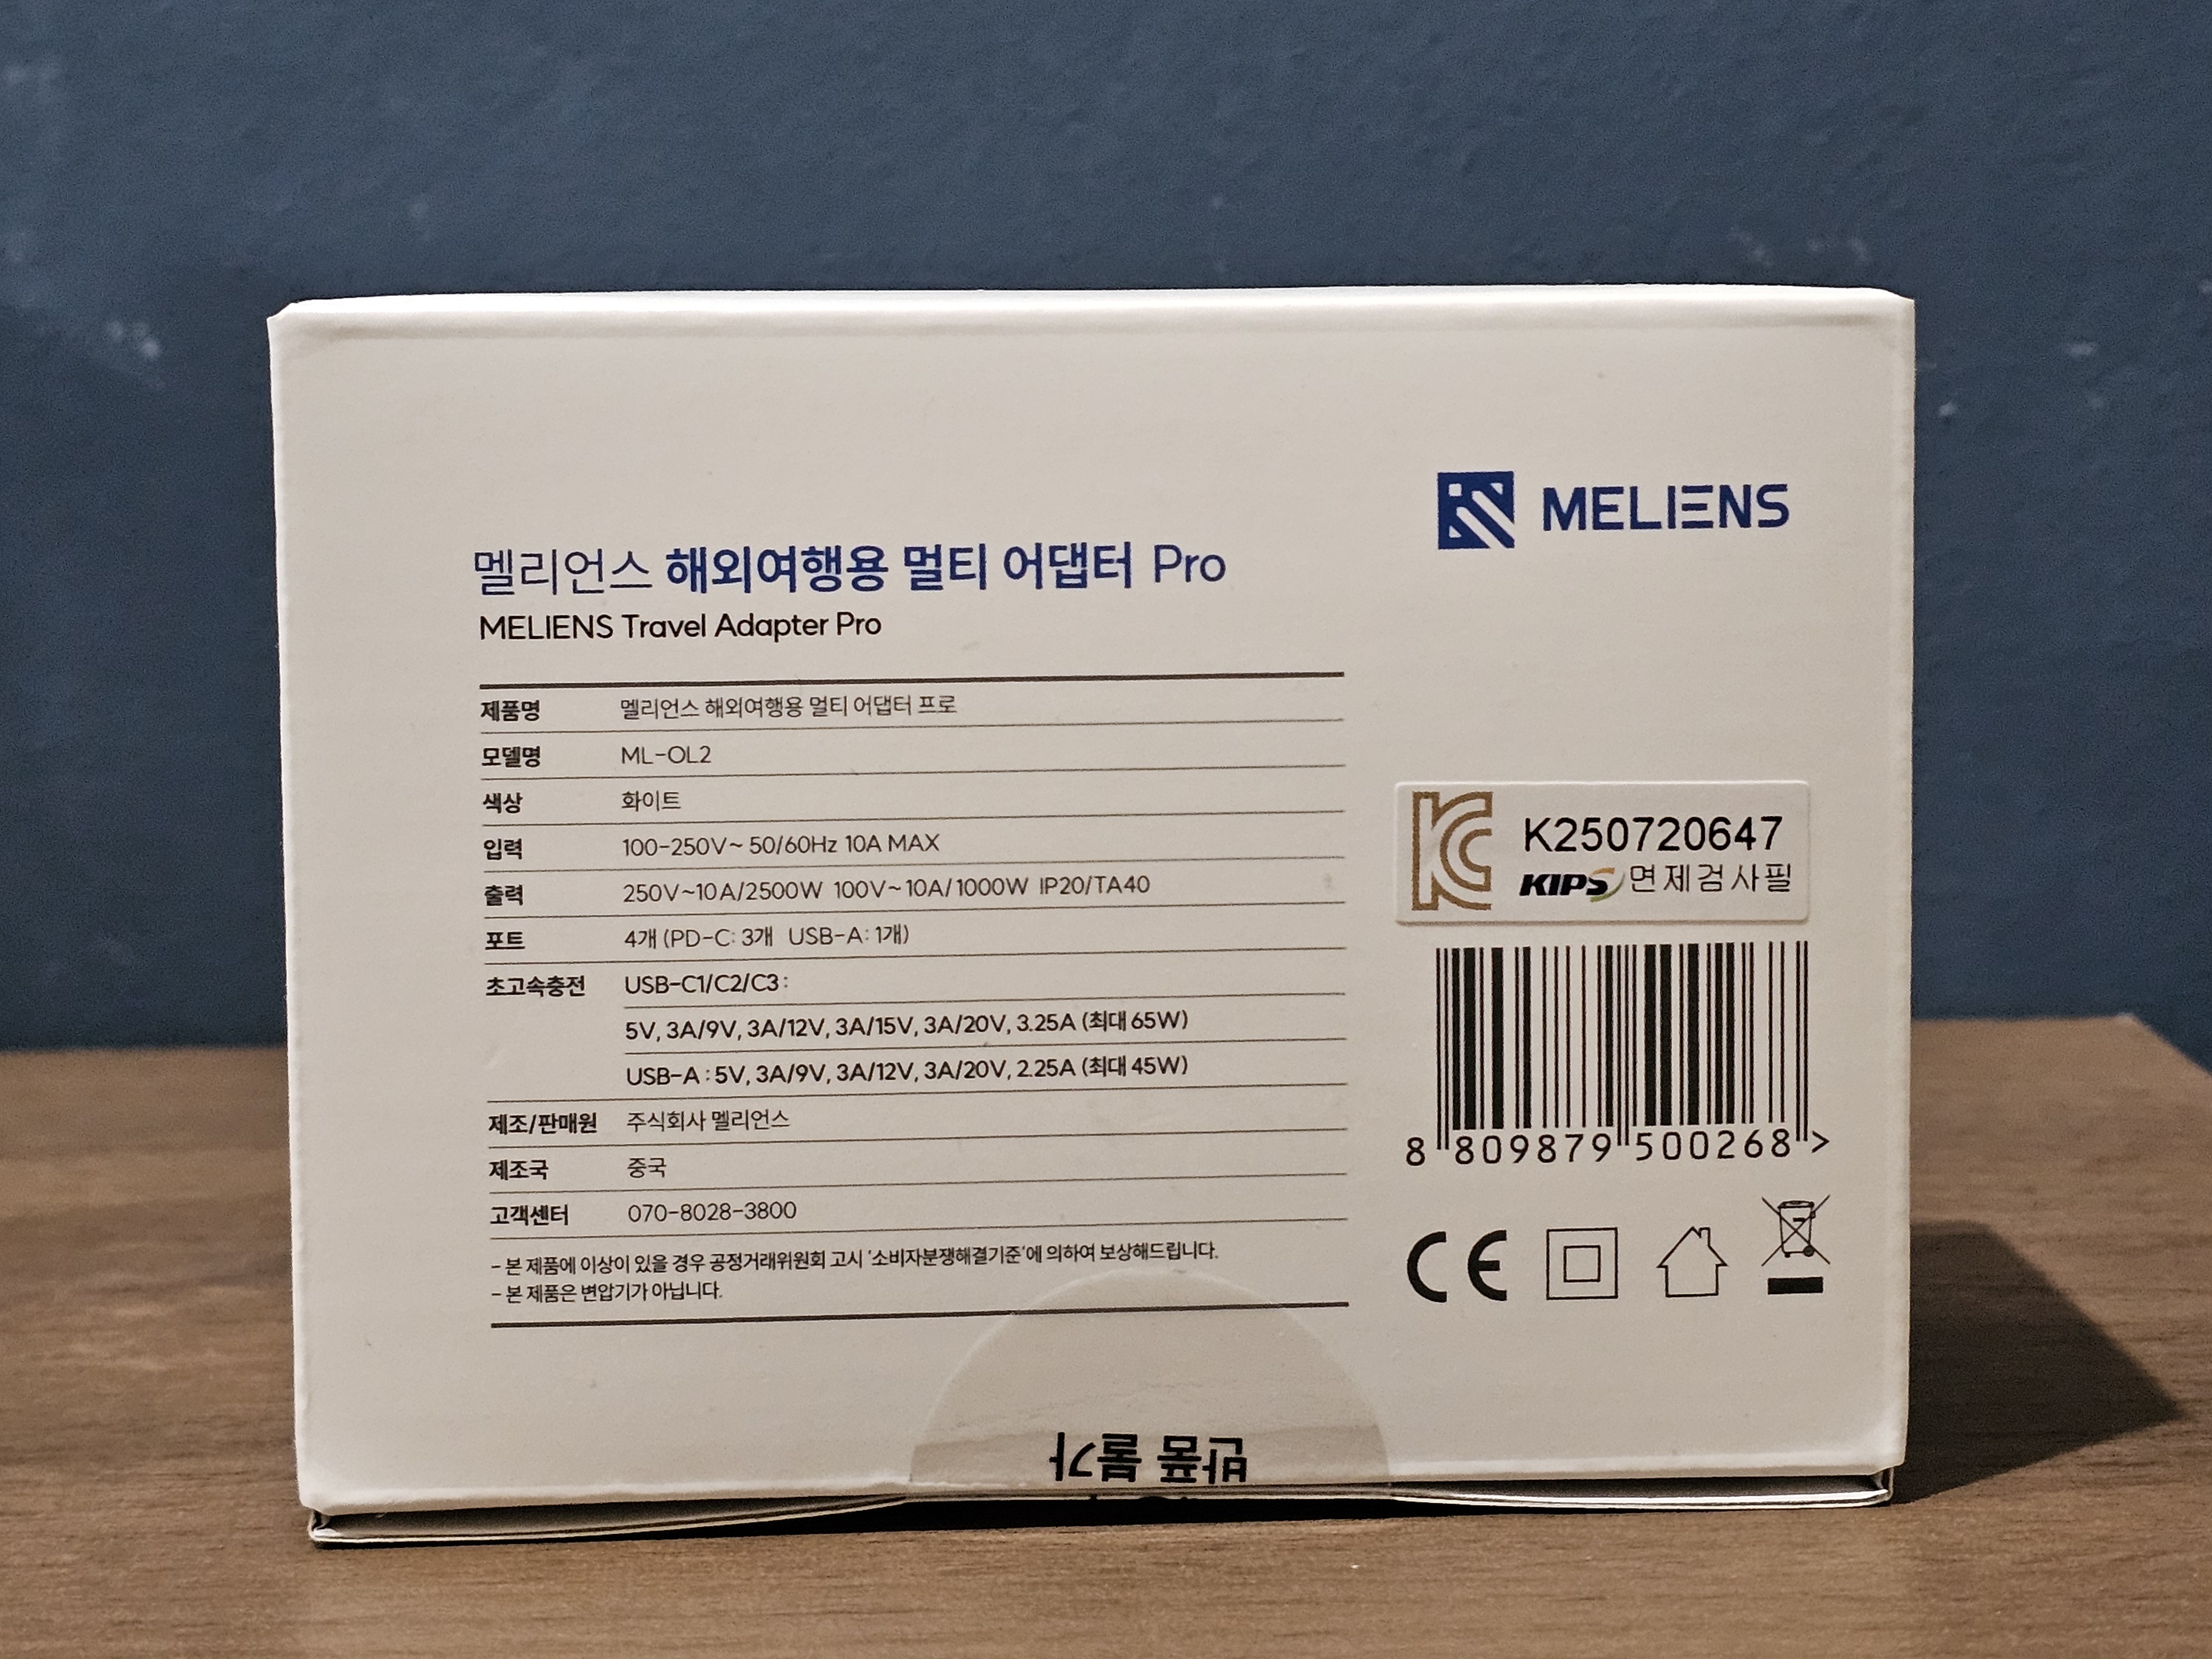 MELIENS
멜리언스 해외여행용 멀티 어댑터 Pro
MELIENS Travel Adapter Pro
제품명 멜리언스 해외여행용 멀티 어댑터 프로
모델명 ML-OL2
색상 화이트
입력 100-250V~ 50/60Hz 10A MAX
출력 250V~10A/2500W 100V~10A/1000W IP20/TA40
포트 4개 (PD-C: 3개 USB-A: 1개)
초고속충전 USB-C1/C2/C3 :
5V, 3A/9V, 3A/12V, 3A/15V, 3A/20V, 3.25A (최대 65W)
USB-A : 5V, 3A/9V, 3A/12V, 3A/20V, 2.25A (최대 45W)
제조/판매원 주식회사 멜리언스
제조국 중국
고객센터 070-8028-3800
- 본 제품에 이상이 있을 경우 공정거래위원회 고시 '소비자분쟁해결기준'에 의하여 보상해드립니다.
- 본 제품은 변압기가 아닙니다.
K250720647
KIPS 면제검사필
8 809879 500268 >
CE
반품 불가